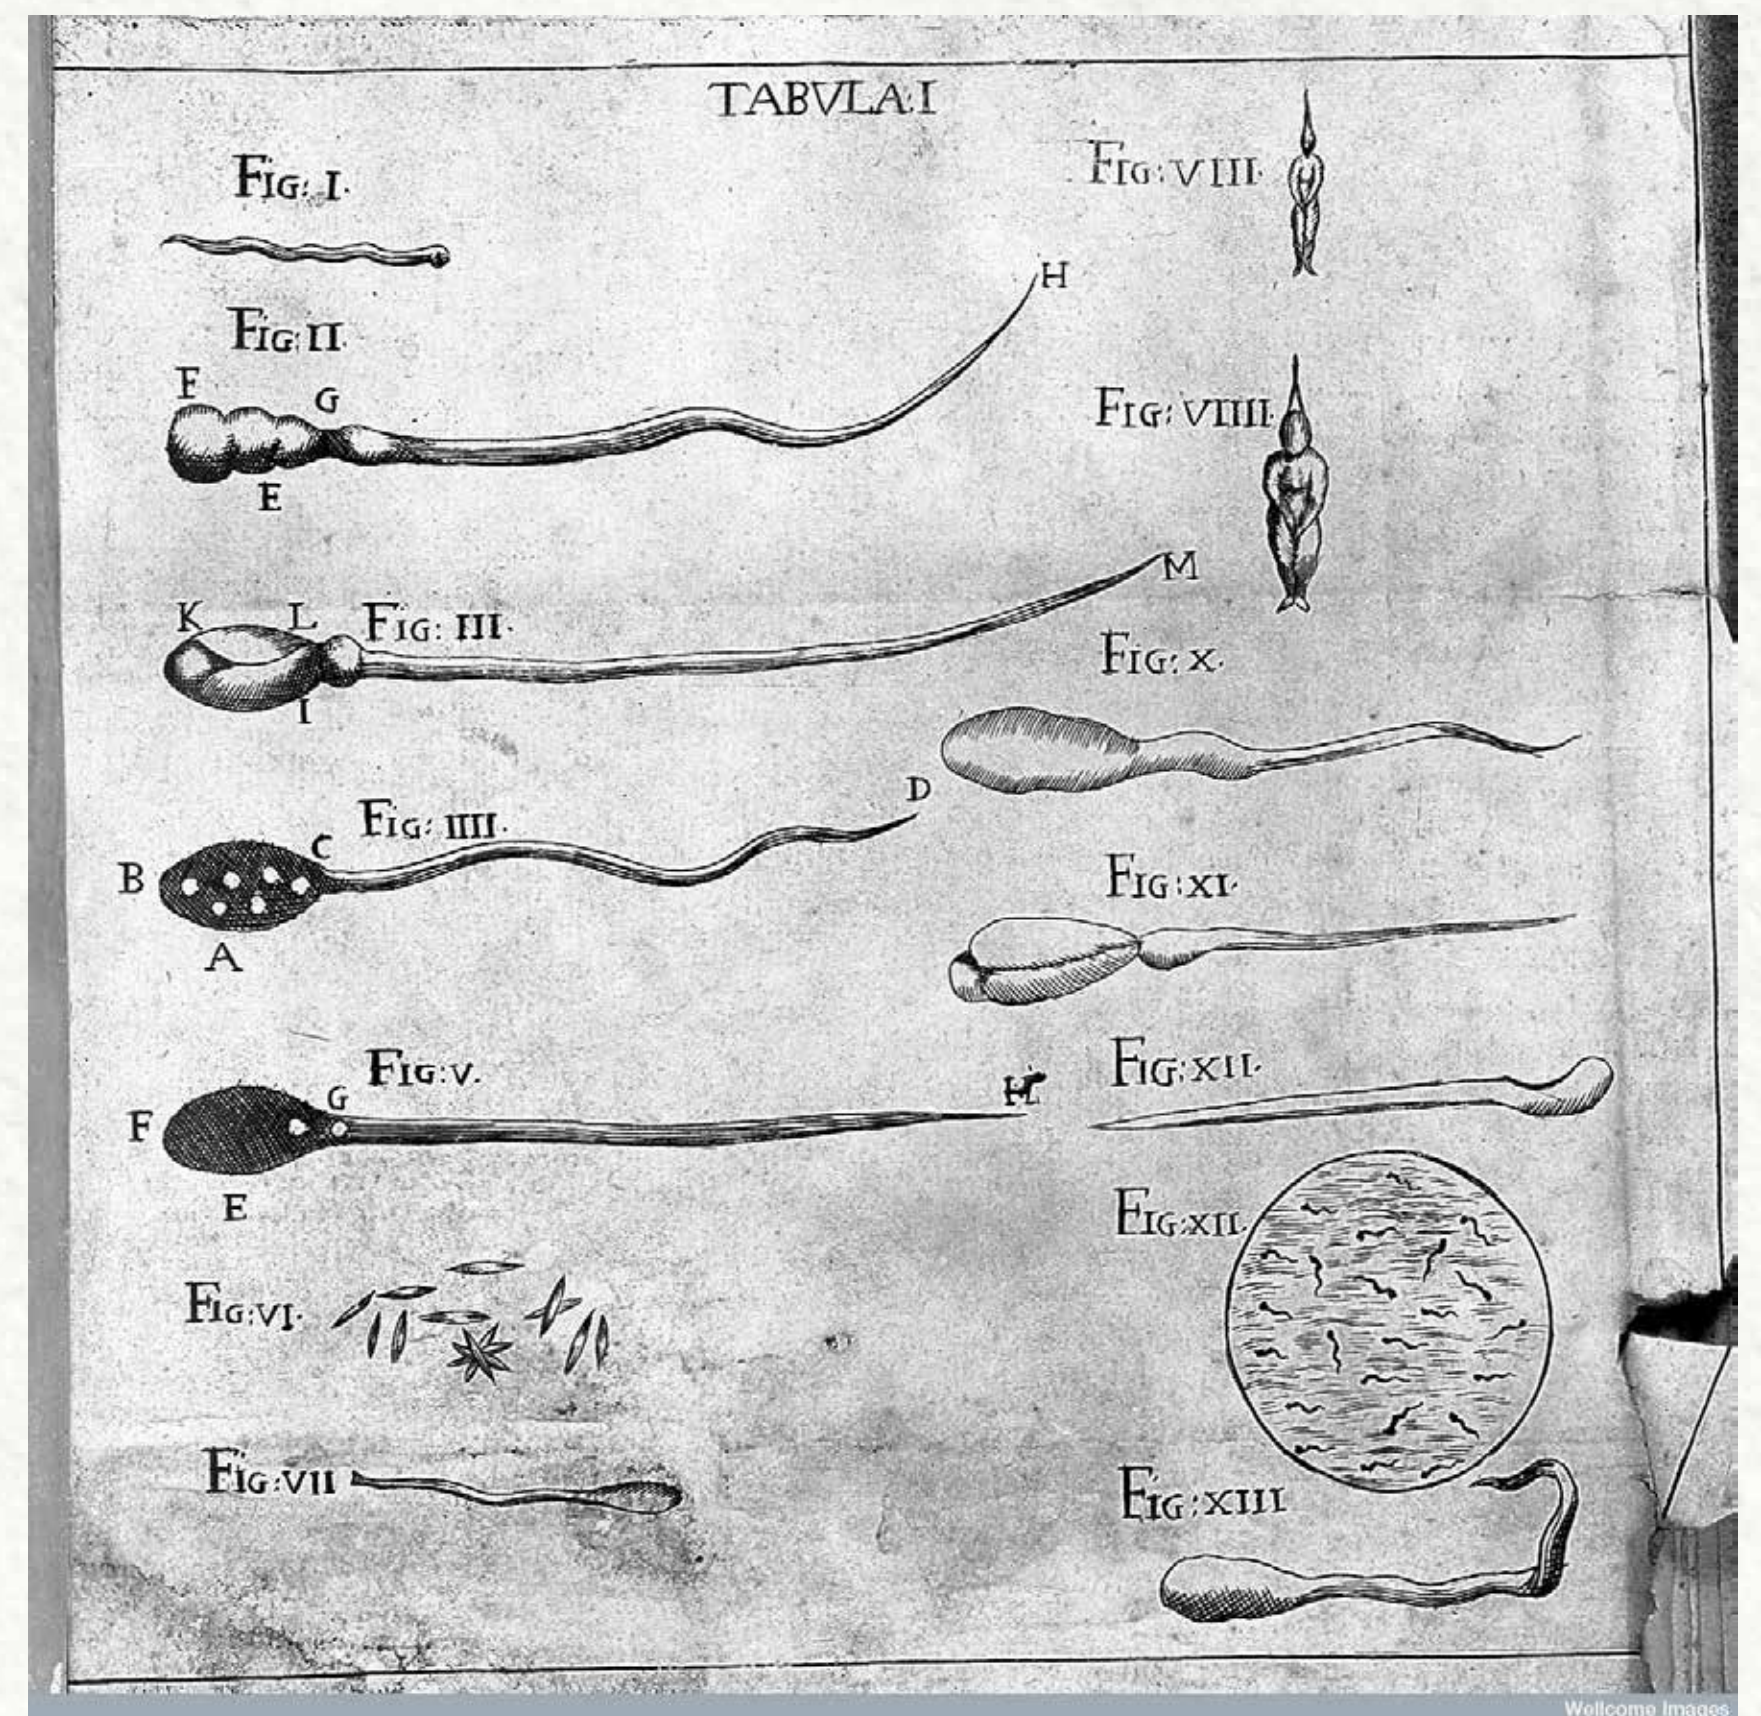 TABVLA:I
FIG: I.
FIG: II.
F
G
H
E
FIG: III.
K
L
M
I
FIG: IIII.
B
C
D
A
FIG: V.
F
G
E
FIG: VI.
FIG: VII
FIG: VIII.
FIG: VIIII.
FIG: X.
FIG: XI.
FIG: XII.
FIG: XII.
FIG: XIII
Wellcome Images